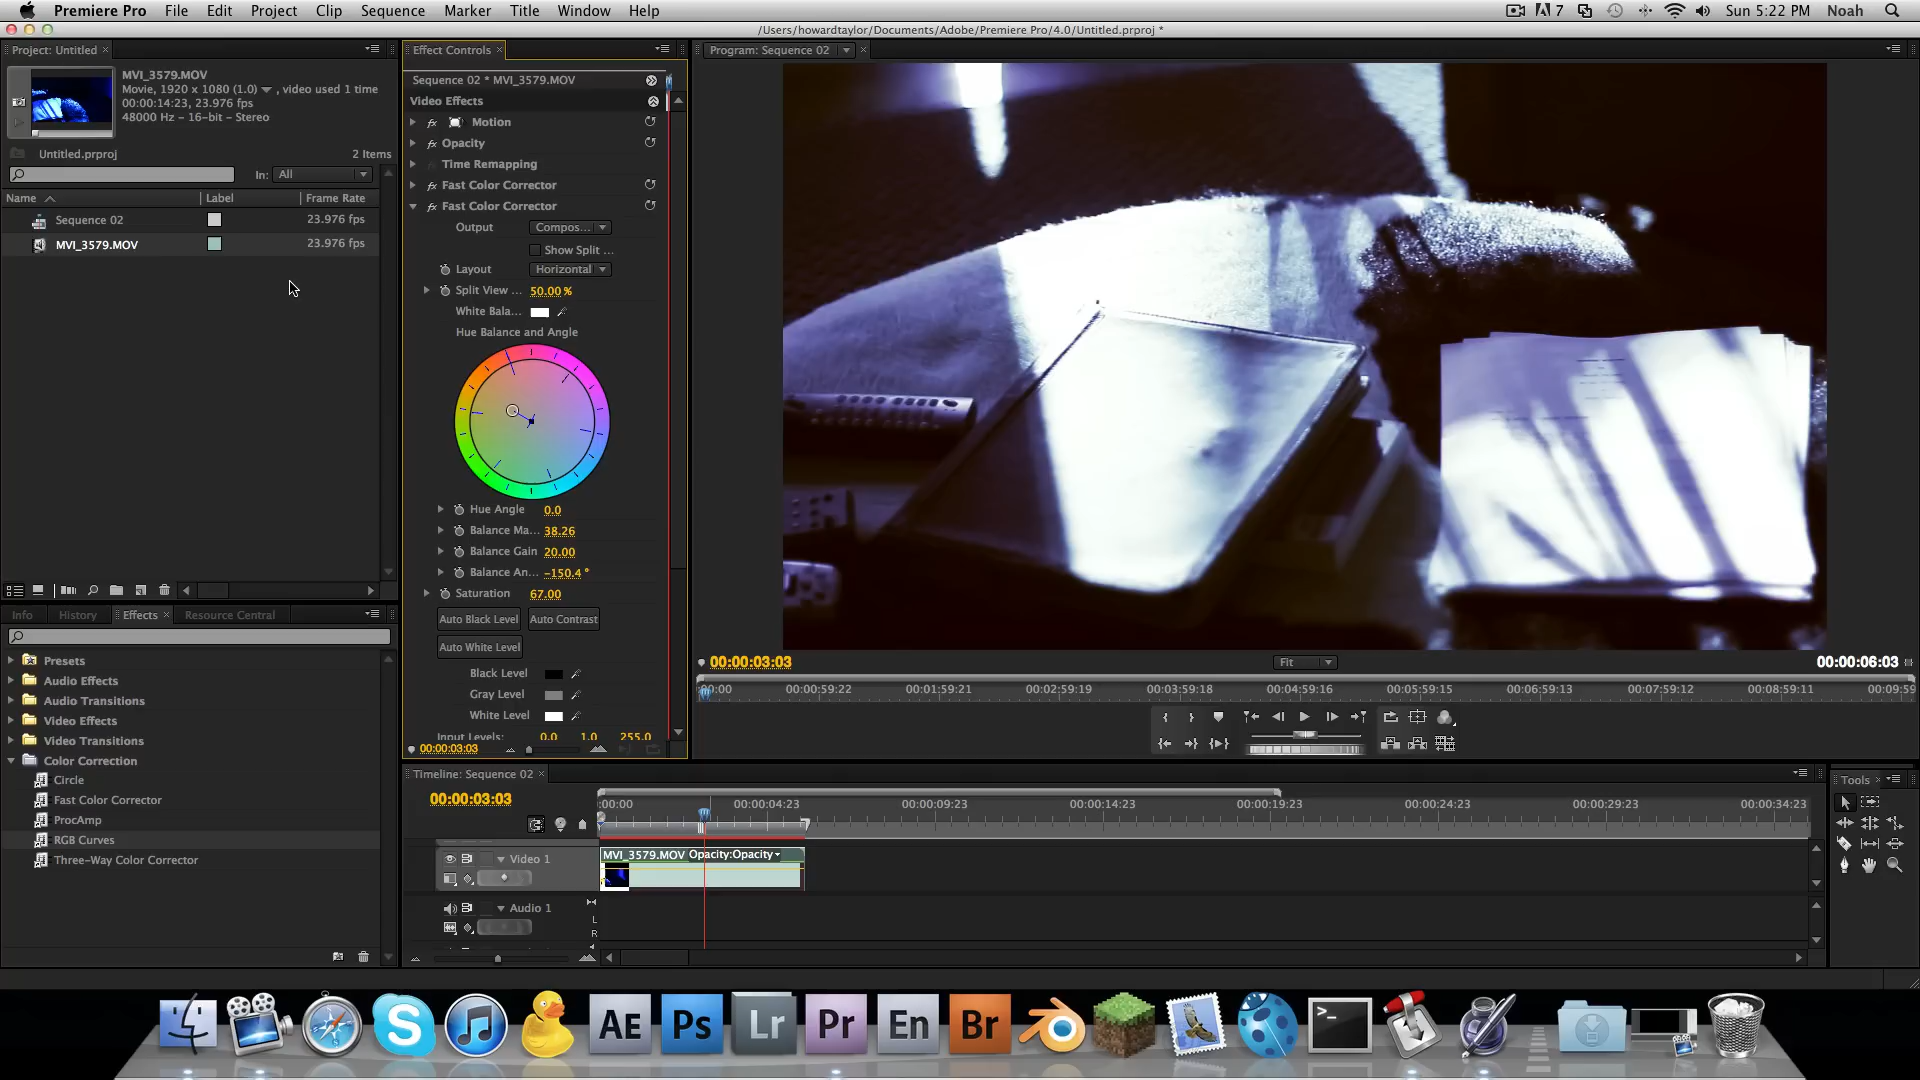 Premiere Pro File Edit Project Clip Sequence Marker Title Window Help
7 Sun 5:22 PM Noah
/Users/howardtaylor/Documents/Adobe/Premiere Pro/4.0/Untitled.prproj *
Project: Untitled
MVI_3579.MOV
Movie, 1920 x 1080 (1.0) , video used 1 time
00:00:14:23, 23.976 fps
48000 Hz - 16-bit - Stereo
Untitled.prproj 2 Items
In: All
Name Label Frame Rate
Sequence 02 23.976 fps
MVI_3579.MOV 23.976 fps
Info History Effects Resource Central
Presets
Audio Effects
Audio Transitions
Video Effects
Video Transitions
Color Correction
Circle
Fast Color Corrector
ProcAmp
RGB Curves
Three-Way Color Corrector
Effect Controls
Sequence 02 * MVI_3579.MOV
Video Effects
fx Motion
fx Opacity
Time Remapping
fx Fast Color Corrector
fx Fast Color Corrector
Output Compos...
Show Split ...
Layout Horizontal
Split View ... 50.00 %
White Bala...
Hue Balance and Angle
Hue Angle 0.0
Balance Ma... 38.26
Balance Gain 20.00
Balance An... -150.4 °
Saturation 67.00
Auto Black Level Auto Contrast
Auto White Level
Black Level
Gray Level
White Level
Input Levels: 0.0 1.0 255.0
00:00:03:03
Program: Sequence 02
00:00:03:03 Fit 00:00:06:03
00:00 00:00:59:22 00:01:59:21 00:02:59:19 00:03:59:18 00:04:59:16 00:05:59:15 00:06:59:13 00:07:59:12 00:08:59:11 00:09:59
Timeline: Sequence 02
00:00:03:03
:00:00 00:00:04:23 00:00:09:23 00:00:14:23 00:00:19:23 00:00:24:23 00:00:29:23 00:00:34:23
Video 1
MVI_3579.MOV Opacity:Opacity
Audio 1
L
R
Tools
AE Ps Lr Pr En Br